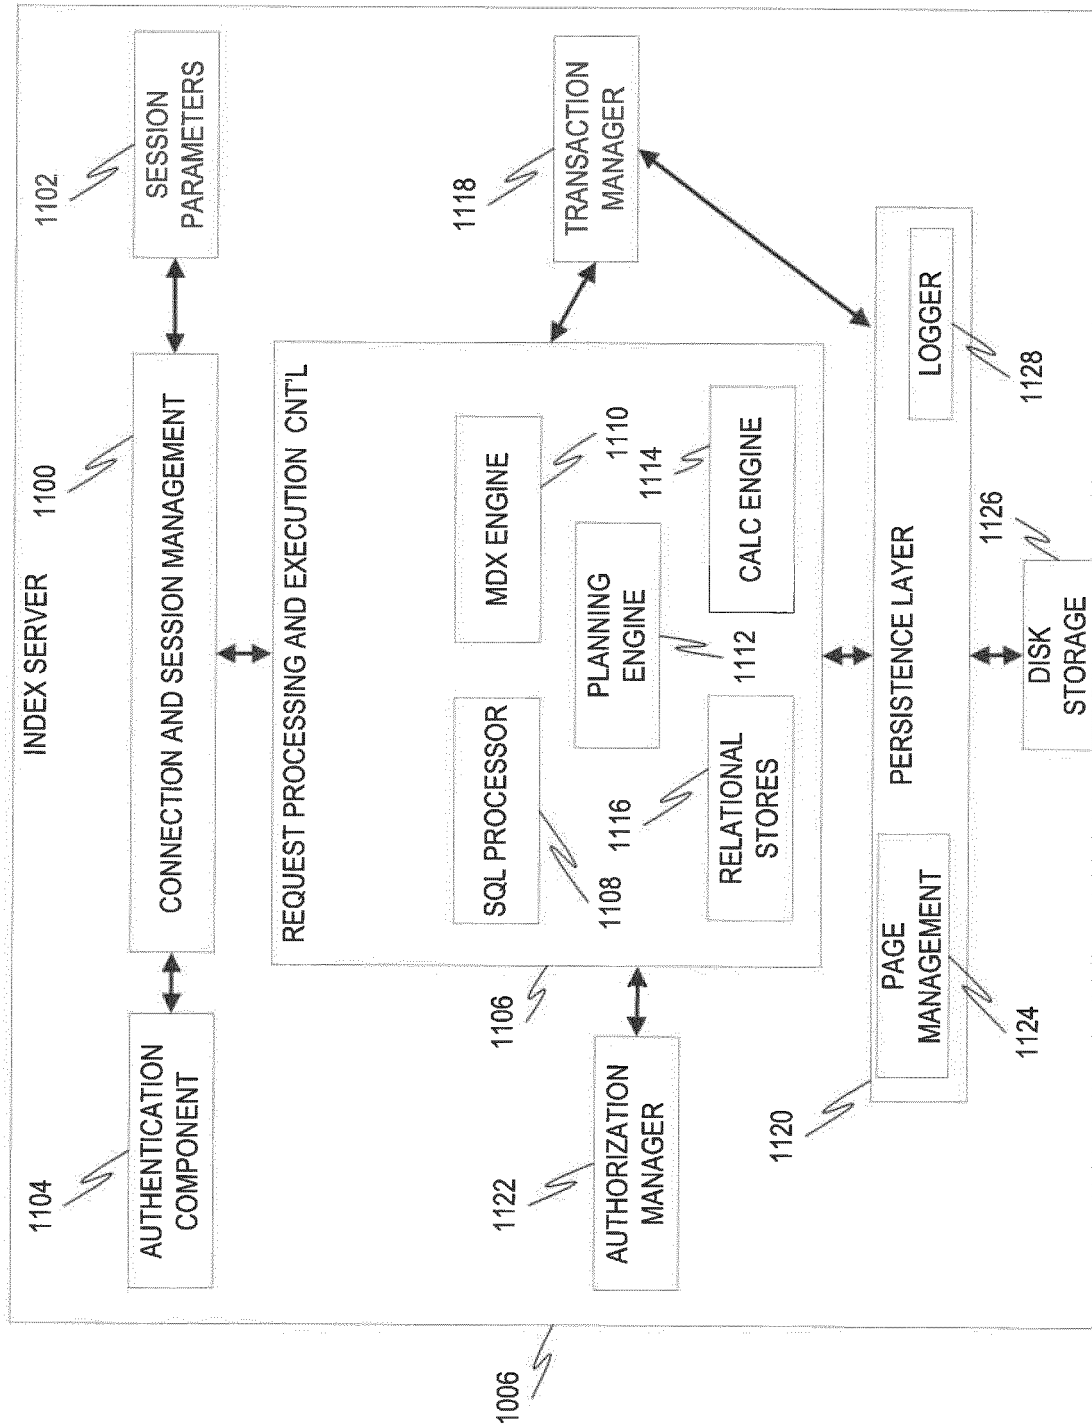 INDEX SERVER
1100
1102
1104
CONNECTION AND SESSION MANAGEMENT
SESSION
PARAMETERS
AUTHENTICATION
COMPONENT
REQUEST PROCESSING AND EXECUTION CNT'L
1106
SQL PROCESSOR
1108
MDX ENGINE
1110
PLANNING
ENGINE
1112
1114
CALC ENGINE
1116
RELATIONAL
STORES
1118
TRANSACTION
MANAGER
1122
AUTHORIZATION
MANAGER
1006
1120
PERSISTENCE LAYER
PAGE
MANAGEMENT
1124
LOGGER
1128
1126
DISK
STORAGE